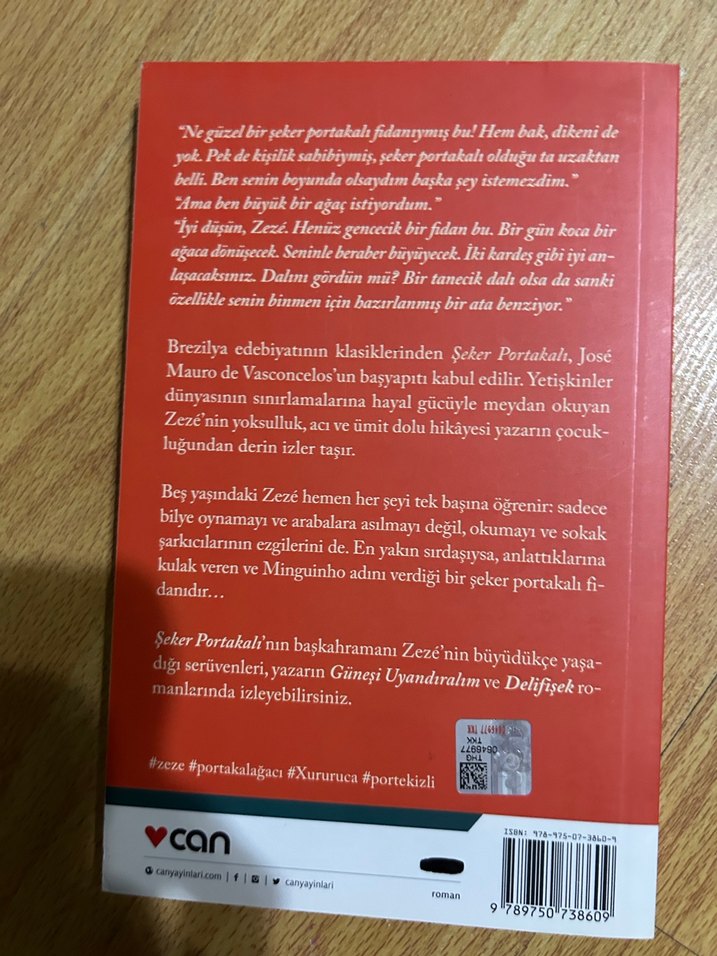 “Ne güzel bir şeker portakalı fidanıymış bu! Hem bak, dikeni de
yok. Pek de kişilik sahibiymiş, şeker portakalı olduğu ta uzaktan
belli. Ben senin boyunda olsaydım başka şey istemezdim.”
“Ama ben büyük bir ağaç istiyordum.”
“İyi düşün, Zezé. Henüz gencecik bir fidan bu. Bir gün koca bir
ağaca dönüşecek. Seninle beraber büyüyecek. İki kardeş gibi iyi an-
laşacaksınız. Dalını gördün mü? Bir tanecik dalı olsa da sanki
özellikle senin binmen için hazırlanmış bir ata benziyor.”
Brezilya edebiyatının klasiklerinden Şeker Portakalı, José
Mauro de Vasconcelos’un başyapıtı kabul edilir. Yetişkinler
dünyasının sınırlamalarına hayal gücüyle meydan okuyan
Zezé’nin yoksulluk, acı ve ümit dolu hikâyesi yazarın çocuk-
luğundan derin izler taşır.
Beş yaşındaki Zezé hemen her şeyi tek başına öğrenir: sadece
bilye oynamayı ve arabalara asılmayı değil, okumayı ve sokak
şarkıcılarının ezgilerini de. En yakın sırdaşıysa, anlattıklarına
kulak veren ve Minguinho adını verdiği bir şeker portakalı fi-
danıdır…
Şeker Portakalı’nın başkahramanı Zezé’nin büyüdükçe yaşa-
dığı serüvenleri, yazarın Güneşi Uyandıralım ve Delifişek ro-
manlarında izleyebilirsiniz.
#zeze #portakalağacı #Xururuca #portekizli
THG
0646977
TKK
0646977 TKK
can
canyayinlari.com | f | | canyayinlari
roman
ISBN: 978-975-07-3860-9
9 789750 738609